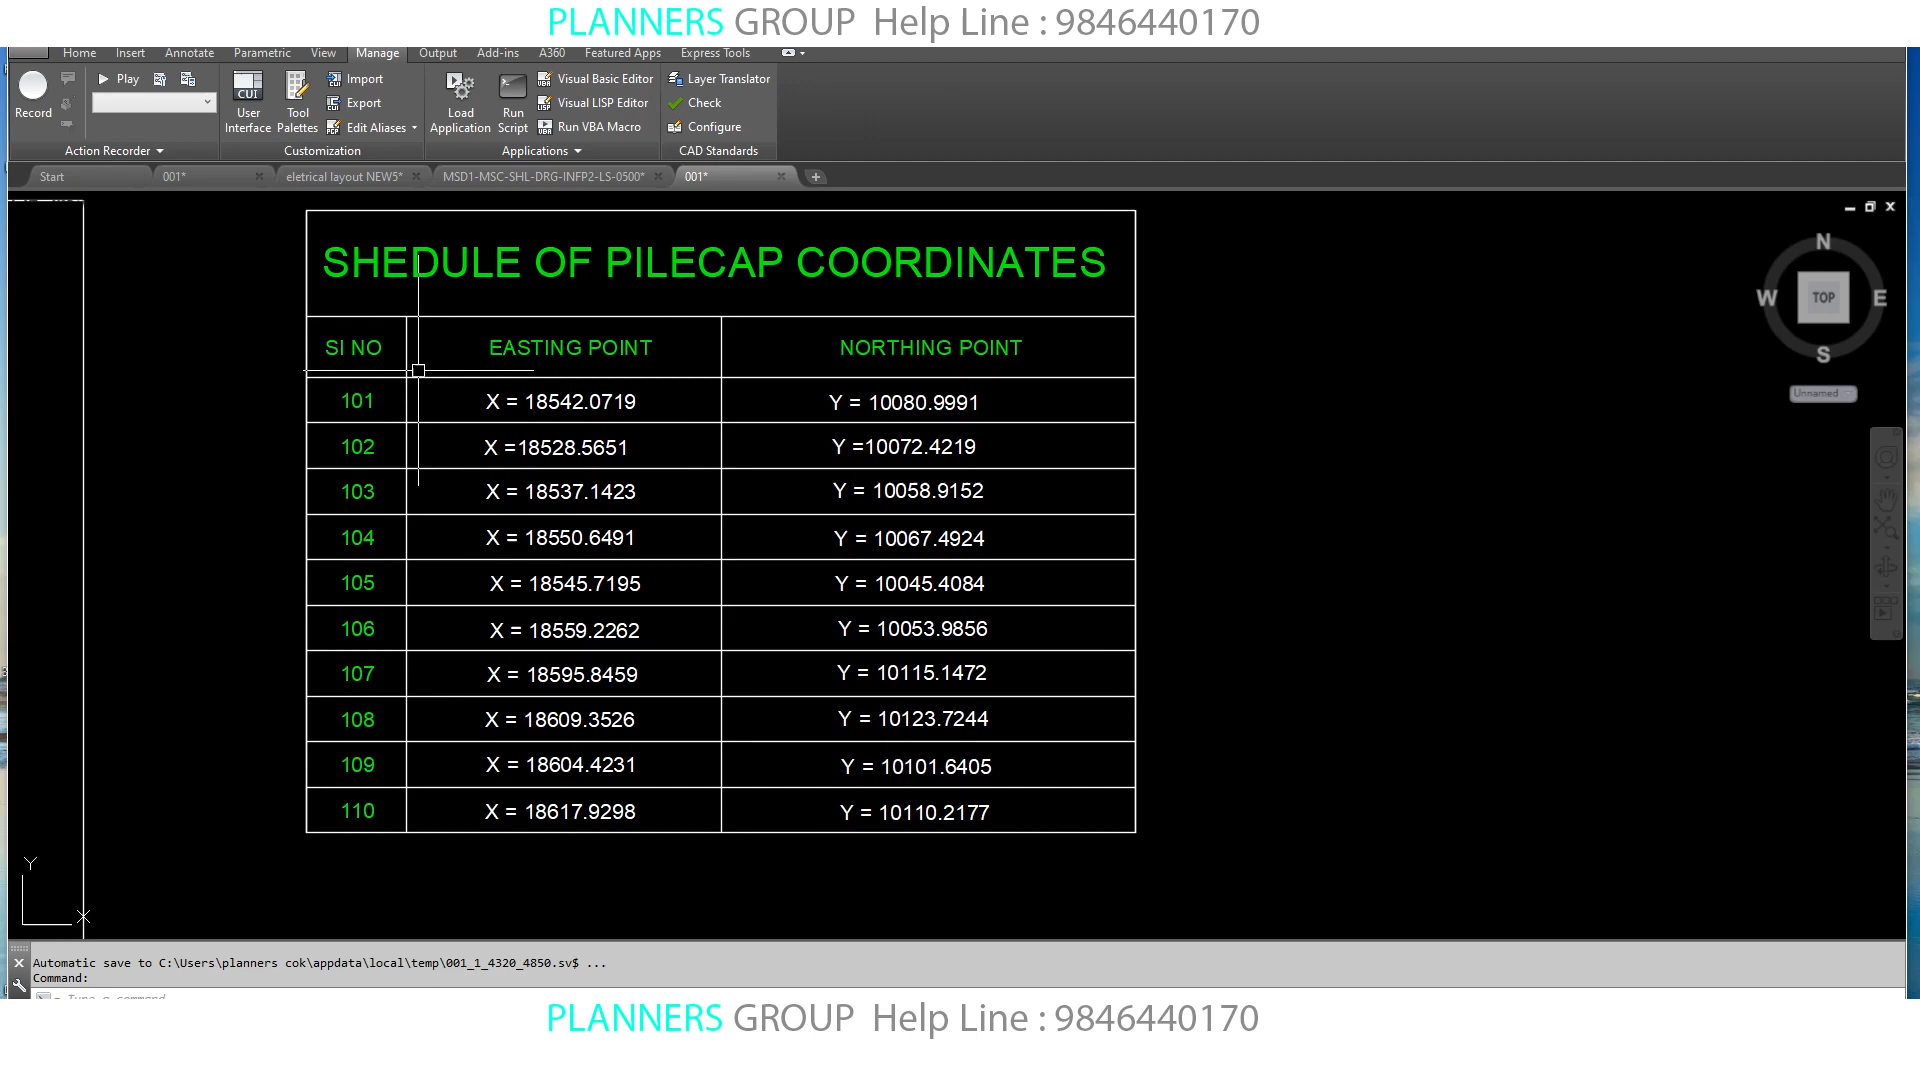 PLANNERS GROUP Help Line : 9846440170
Home Insert Annotate Parametric View Manage Output Add-ins A360 Featured Apps Express Tools
Record
Play
User Interface
Tool Palettes
Import
Export
Edit Aliases
Load Application
Run Script
Visual Basic Editor
Visual LISP Editor
Run VBA Macro
Layer Translator
Check
Configure
Action Recorder Customization Applications CAD Standards
Start 001* eletrical layout NEW5* MSD1-MSC-SHL-DRG-INFP2-LS-0500* 001*
SHEDULE OF PILECAP COORDINATES
SI NO EASTING POINT NORTHING POINT
101 X = 18542.0719 Y = 10080.9991
102 X =18528.5651 Y =10072.4219
103 X = 18537.1423 Y = 10058.9152
104 X = 18550.6491 Y = 10067.4924
105 X = 18545.7195 Y = 10045.4084
106 X = 18559.2262 Y = 10053.9856
107 X = 18595.8459 Y = 10115.1472
108 X = 18609.3526 Y = 10123.7244
109 X = 18604.4231 Y = 10101.6405
110 X = 18617.9298 Y = 10110.2177
N
W TOP E
S
Unnamed
Y
X
Automatic save to C:\Users\planners cok\appdata\local\temp\001_1_4320_4850.sv$ ...
Command:
Type a command
PLANNERS GROUP Help Line : 9846440170